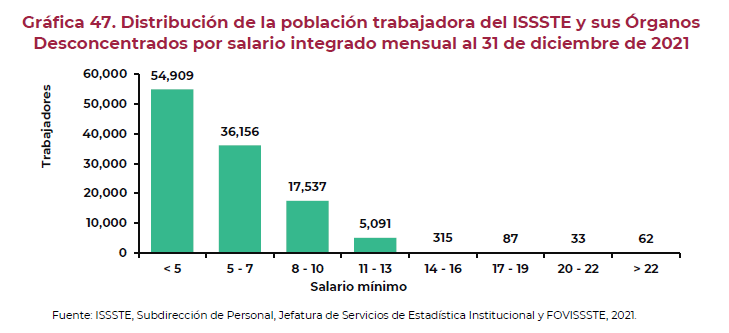 Gráfica 47. Distribución de la población trabajadora del ISSSTE y sus Órganos
Desconcentrados por salario integrado mensual al 31 de diciembre de 2021
Trabajadores
60,000
50,000
40,000
30,000
20,000
10,000
0
54,909
36,156
17,537
5,091
315
87
33
62
< 5
5 - 7
8 - 10
11 - 13
14 - 16
17 - 19
20 - 22
> 22
Salario mínimo
Fuente: ISSSTE, Subdirección de Personal, Jefatura de Servicios de Estadística Institucional y FOVISSSTE, 2021.